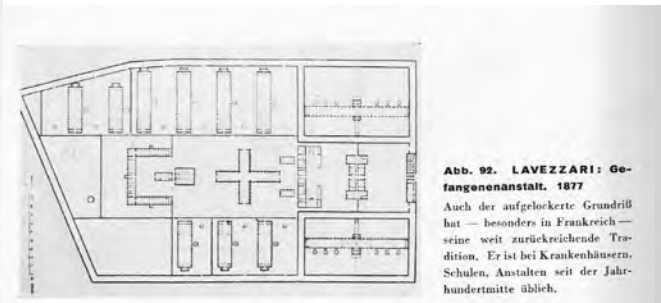 Abb. 92. LAVEZZARI: Ge-
fangenenanstalt. 1877
Auch der aufgelockerte Grundriß
hat — besonders in Frankreich —
seine weit zurückreichende Tra-
dition. Er ist bei Krankenhäusern,
Schulen, Anstalten seit der Jahr-
hundertmitte üblich.